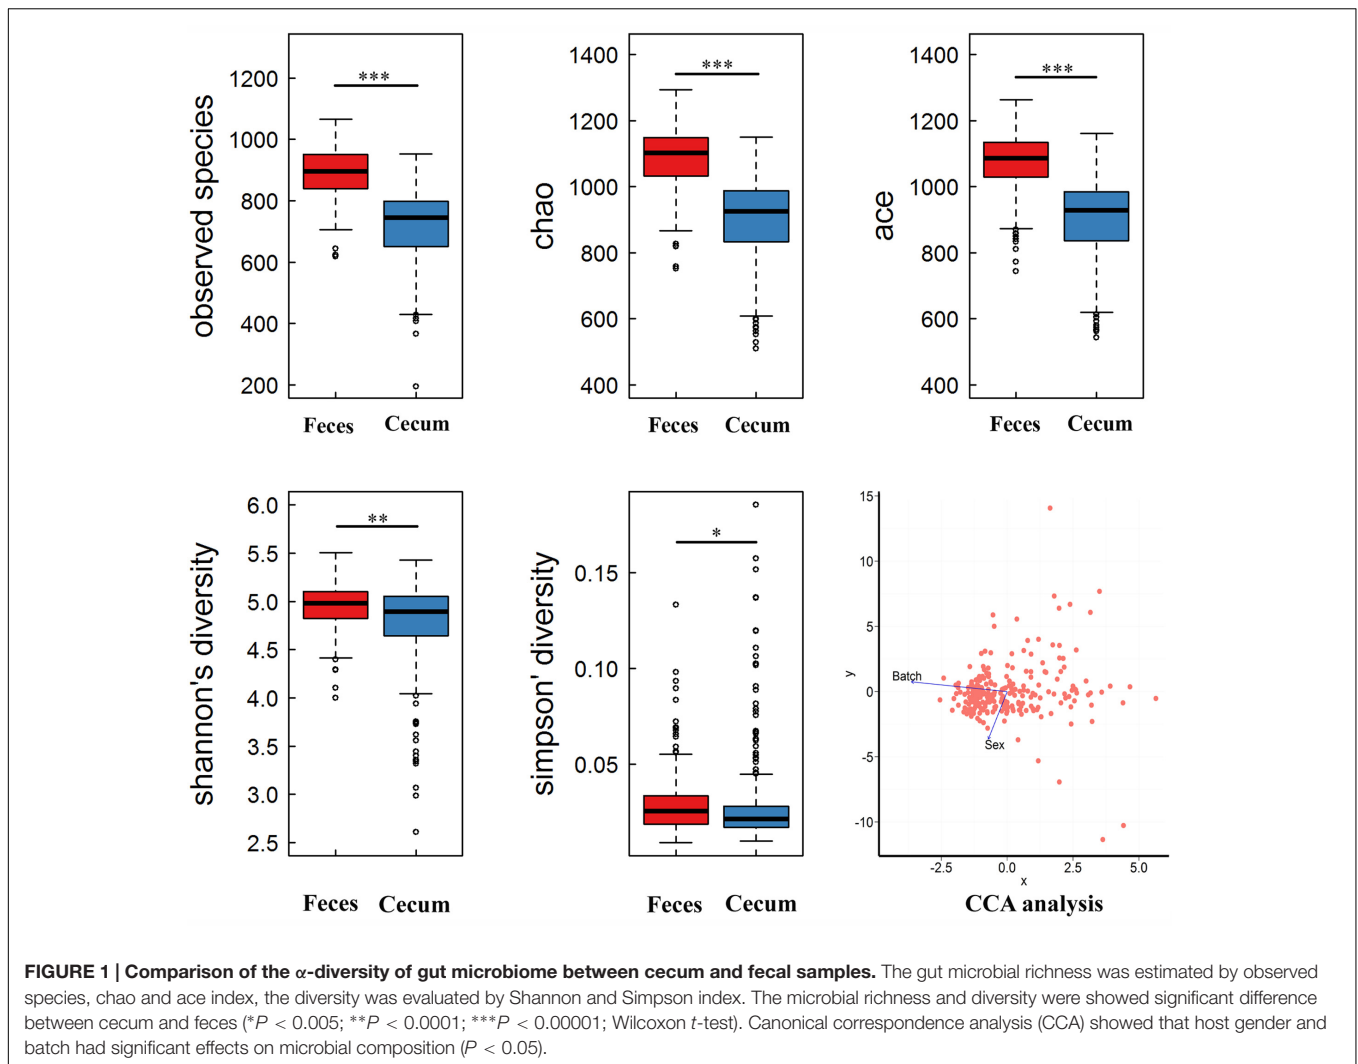 observed species
1200
1000
800
600
400
200
***
Feces Cecum
chao
1400
1200
1000
800
600
400
***
Feces Cecum
ace
1400
1200
1000
800
600
400
***
Feces Cecum
shannon's diversity
6.0
5.5
5.0
4.5
4.0
3.5
3.0
2.5
**
Feces Cecum
simpson' diversity
0.15
0.10
0.05
*
Feces Cecum
y
15
10
5
0
-5
-10
Batch
Sex
-2.5 0.0 2.5 5.0
x
CCA analysis
FIGURE 1 | Comparison of the α-diversity of gut microbiome between cecum and fecal samples. The gut microbial richness was estimated by observed
species, chao and ace index, the diversity was evaluated by Shannon and Simpson index. The microbial richness and diversity were showed significant difference
between cecum and feces (*P < 0.005; **P < 0.0001; ***P < 0.00001; Wilcoxon t-test). Canonical correspondence analysis (CCA) showed that host gender and
batch had significant effects on microbial composition (P < 0.05).